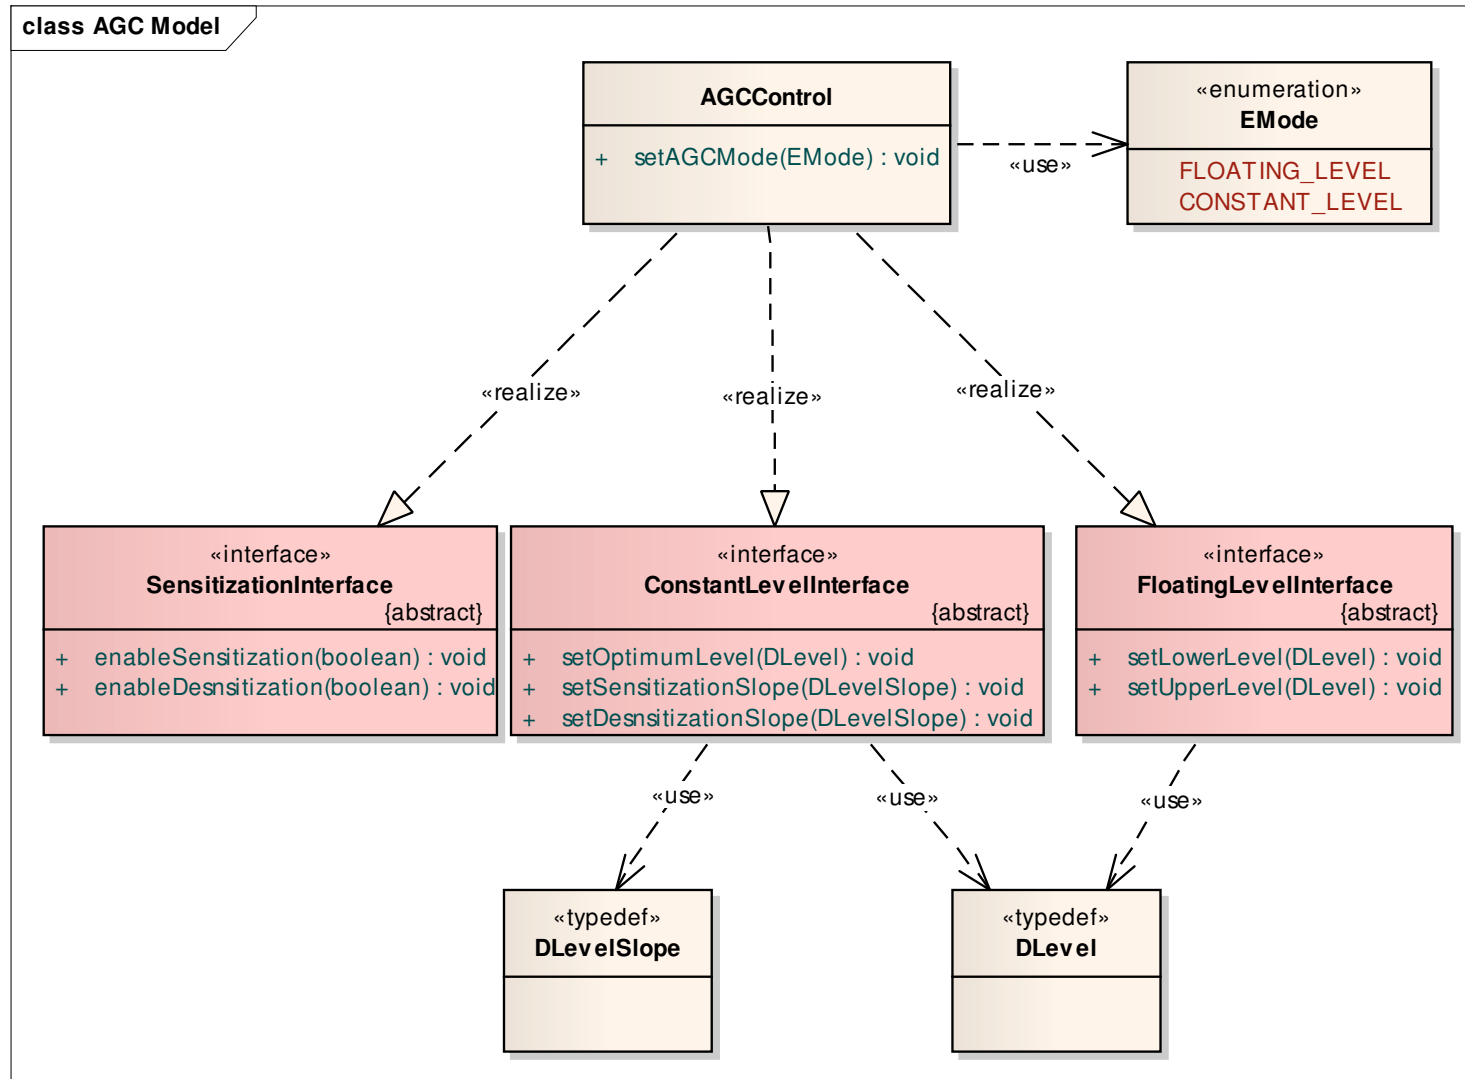 class AGC Model
AGCControl
+ setAGCMode(EMode) : void
«enumeration»
EMode
FLOATING_LEVEL
CONSTANT_LEVEL
«use»
«realize»
«realize»
«realize»
«interface»
SensitizationInterface
{abstract}
+ enableSensitization(boolean) : void
+ enableDesnsitization(boolean) : void
«interface»
ConstantLevelInterface
{abstract}
+ setOptimumLevel(DLevel) : void
+ setSensitizationSlope(DLevelSlope) : void
+ setDesnsitizationSlope(DLevelSlope) : void
«interface»
FloatingLevelInterface
{abstract}
+ setLowerLevel(DLevel) : void
+ setUpperLevel(DLevel) : void
«use»
«use»
«use»
«typedef»
DLevelSlope
«typedef»
DLevel